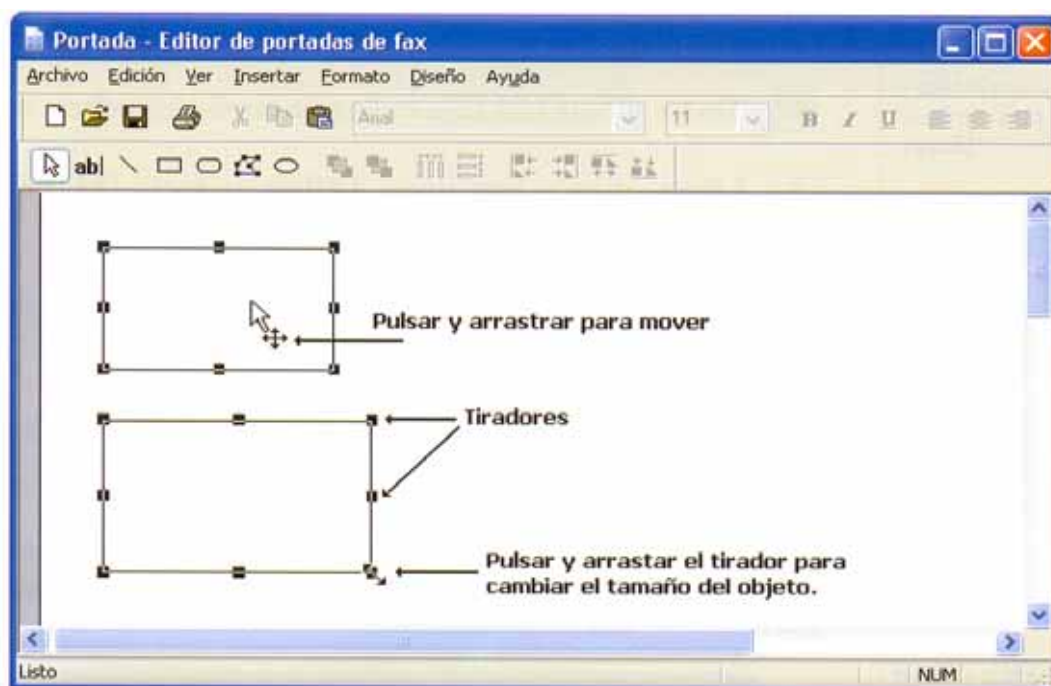 Portada - Editor de portadas de fax
Archivo Edición Ver Insertar Formato Diseño Ayuda
Arial 11 B I U
ab|
Pulsar y arrastrar para mover
Tiradores
Pulsar y arrastar el tirador para
cambiar el tamaño del objeto.
Listo NUM